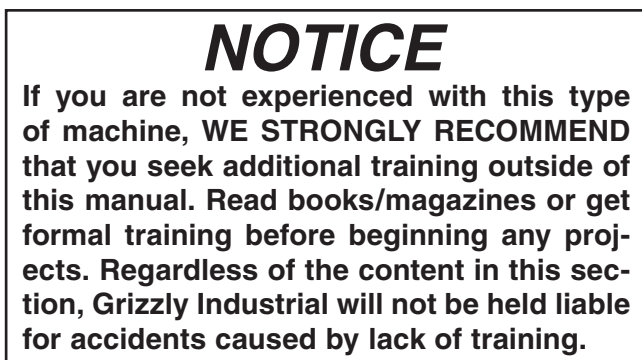 NOTICE
If you are not experienced with this type
of machine, WE STRONGLY RECOMMEND
that you seek additional training outside of
this manual. Read books/magazines or get
formal training before beginning any proj-
ects. Regardless of the content in this sec-
tion, Grizzly Industrial will not be held liable
for accidents caused by lack of training.